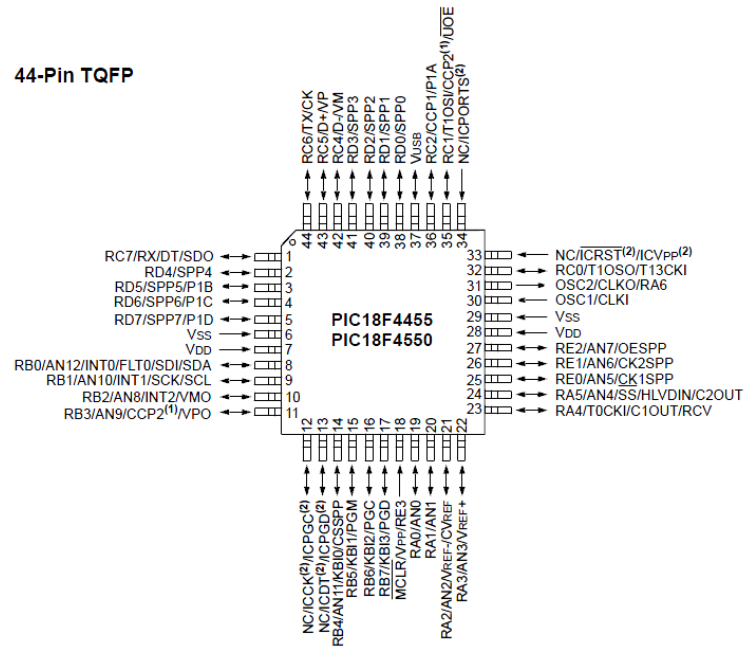 44-Pin TQFP
RC6/TX/CK
RC5/D+/VP
RC4/D-/VM
RD3/SPP3
RD2/SPP2
RD1/SPP1
RD0/SPP0
VUSB
RC2/CCP1/P1A
RC1/T1OSI/CCP2(1)/UOE
NC/ICPORTS(2)
44 43 42 41 40 39 38 37 36 35 34
RC7/RX/DT/SDO 1
RD4/SPP4 2
RD5/SPP5/P1B 3
RD6/SPP6/P1C 4
RD7/SPP7/P1D 5
VSS 6
VDD 7
RB0/AN12/INT0/FLT0/SDI/SDA 8
RB1/AN10/INT1/SCK/SCL 9
RB2/AN8/INT2/VMO 10
RB3/AN9/CCP2(1)/VPO 11
PIC18F4455
PIC18F4550
33 NC/ICRST(2)/ICVPP(2)
32 RC0/T1OSO/T13CKI
31 OSC2/CLKO/RA6
30 OSC1/CLKI
29 VSS
28 VDD
27 RE2/AN7/OESPP
26 RE1/AN6/CK2SPP
25 RE0/AN5/CK1SPP
24 RA5/AN4/SS/HLVDIN/C2OUT
23 RA4/T0CKI/C1OUT/RCV
12 13 14 15 16 17 18 19 20 21 22
NC/ICCK(2)/ICPGC(2)
NC/ICDT(2)/ICPGD(2)
RB4/AN11/KBI0/CSSPP
RB5/KBI1/PGM
RB6/KBI2/PGC
RB7/KBI3/PGD
MCLR/VPP/RE3
RA0/AN0
RA1/AN1
RA2/AN2/VREF-/CVREF
RA3/AN3/VREF+